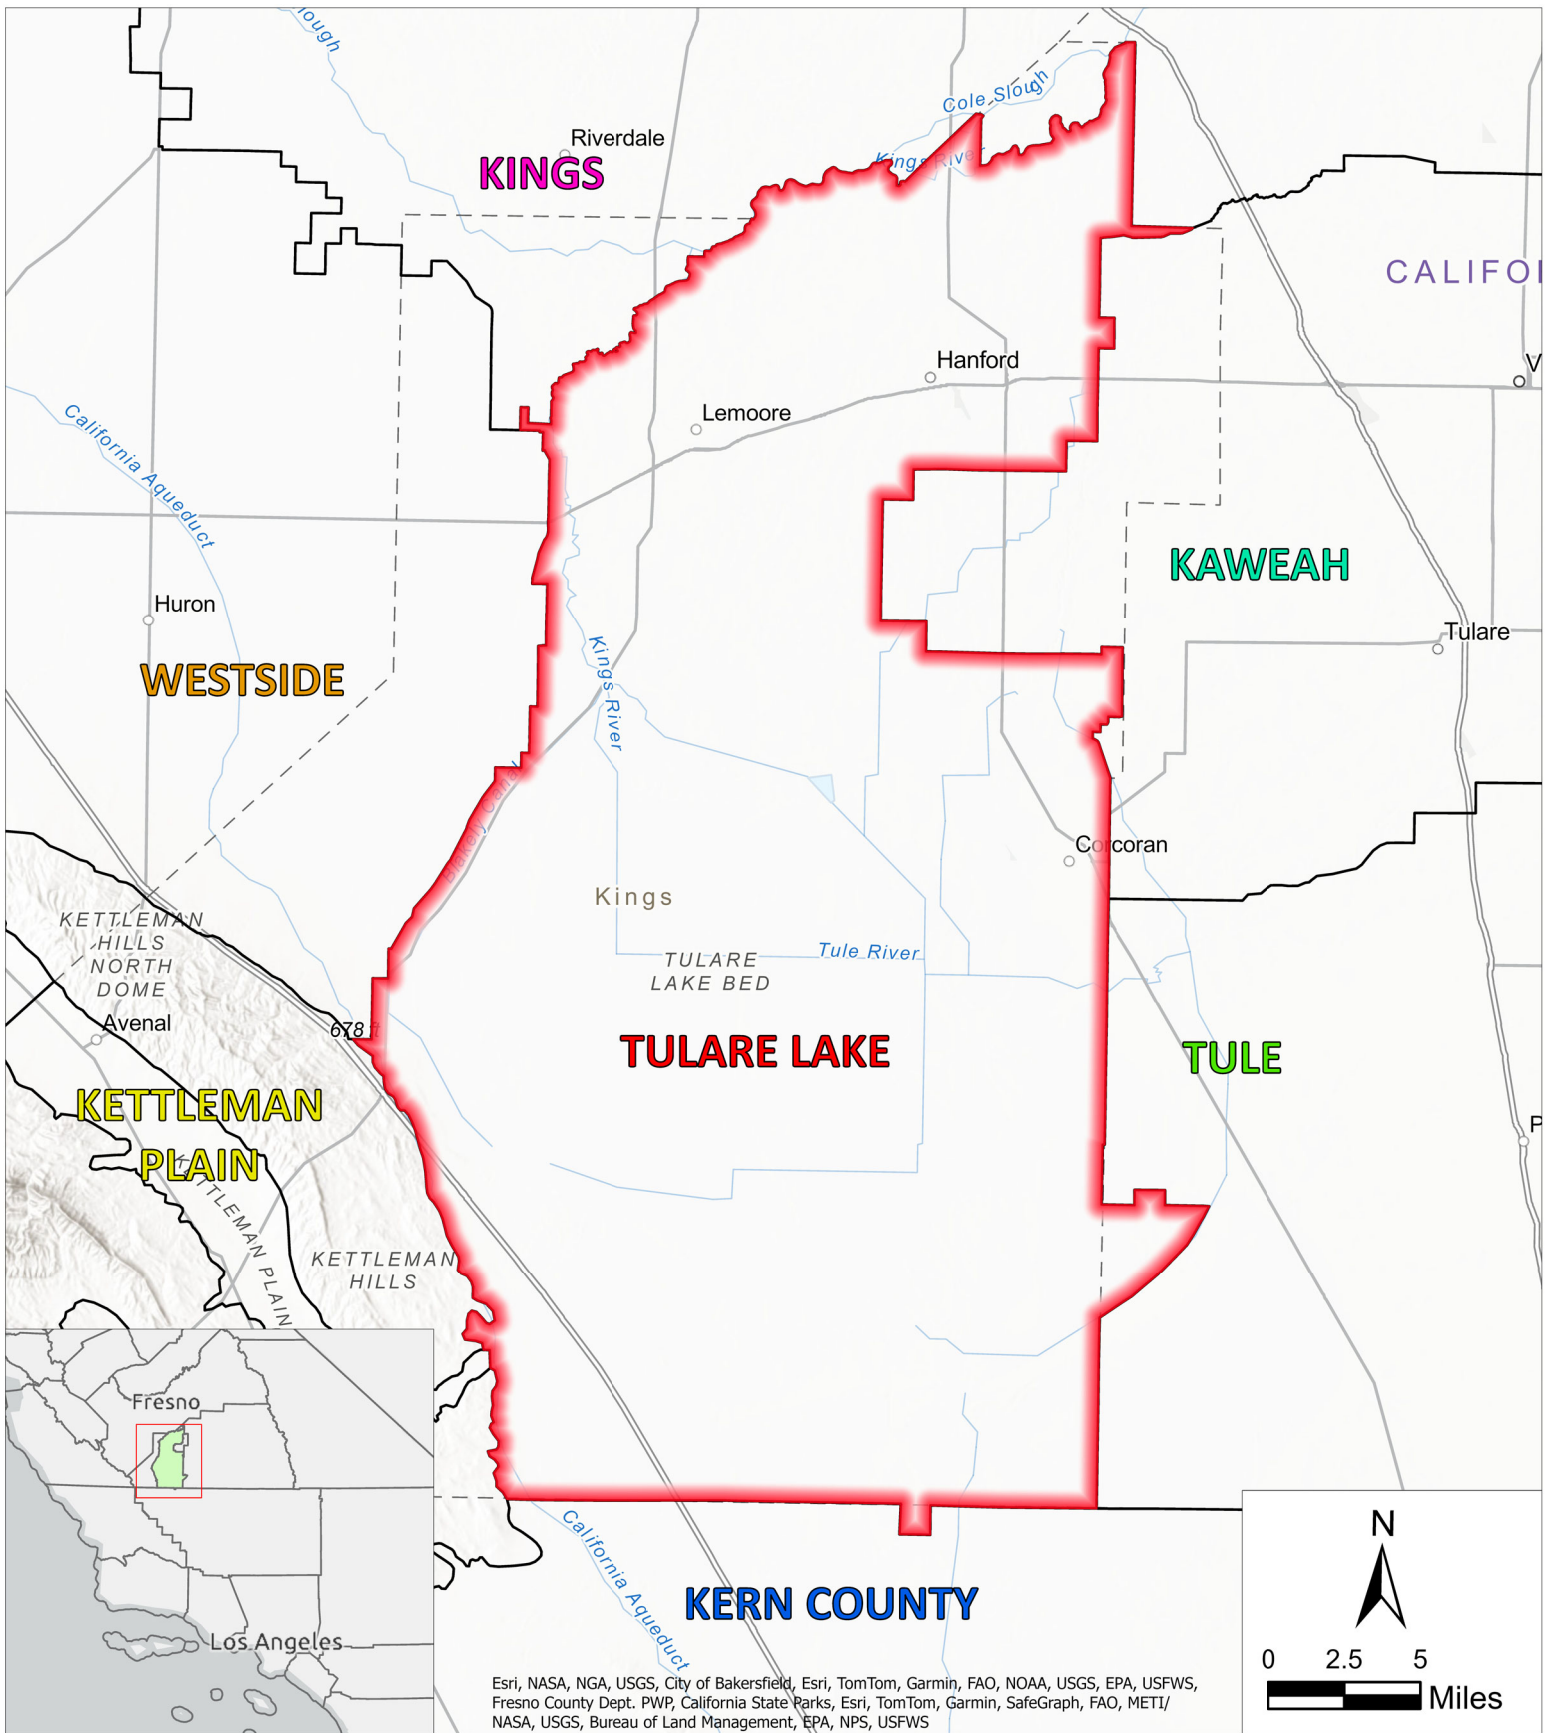 lough
Cole Slough
Riverdale
KINGS
Kings River
CALIFO
Hanford
V
Lemoore
California Aqueduct
KAWEAH
Huron
Tulare
Kings River
WESTSIDE
Blakely Canal
Corcoran
Kings
KETTLEMAN
HILLS
NORTH
DOME
TULARE
LAKE BED
Tule River
Avenal
678 ft
TULARE LAKE
TULE
KETTLEMAN
PLAIN
P
KETTLEMAN PLAIN
KETTLEMAN
HILLS
Fresno
Los Angeles
California Aqueduct
KERN COUNTY
N
0 2.5 5
Miles
Esri, NASA, NGA, USGS, City of Bakersfield, Esri, TomTom, Garmin, FAO, NOAA, USGS, EPA, USFWS,
Fresno County Dept. PWP, California State Parks, Esri, TomTom, Garmin, SafeGraph, FAO, METI/
NASA, USGS, Bureau of Land Management, EPA, NPS, USFWS